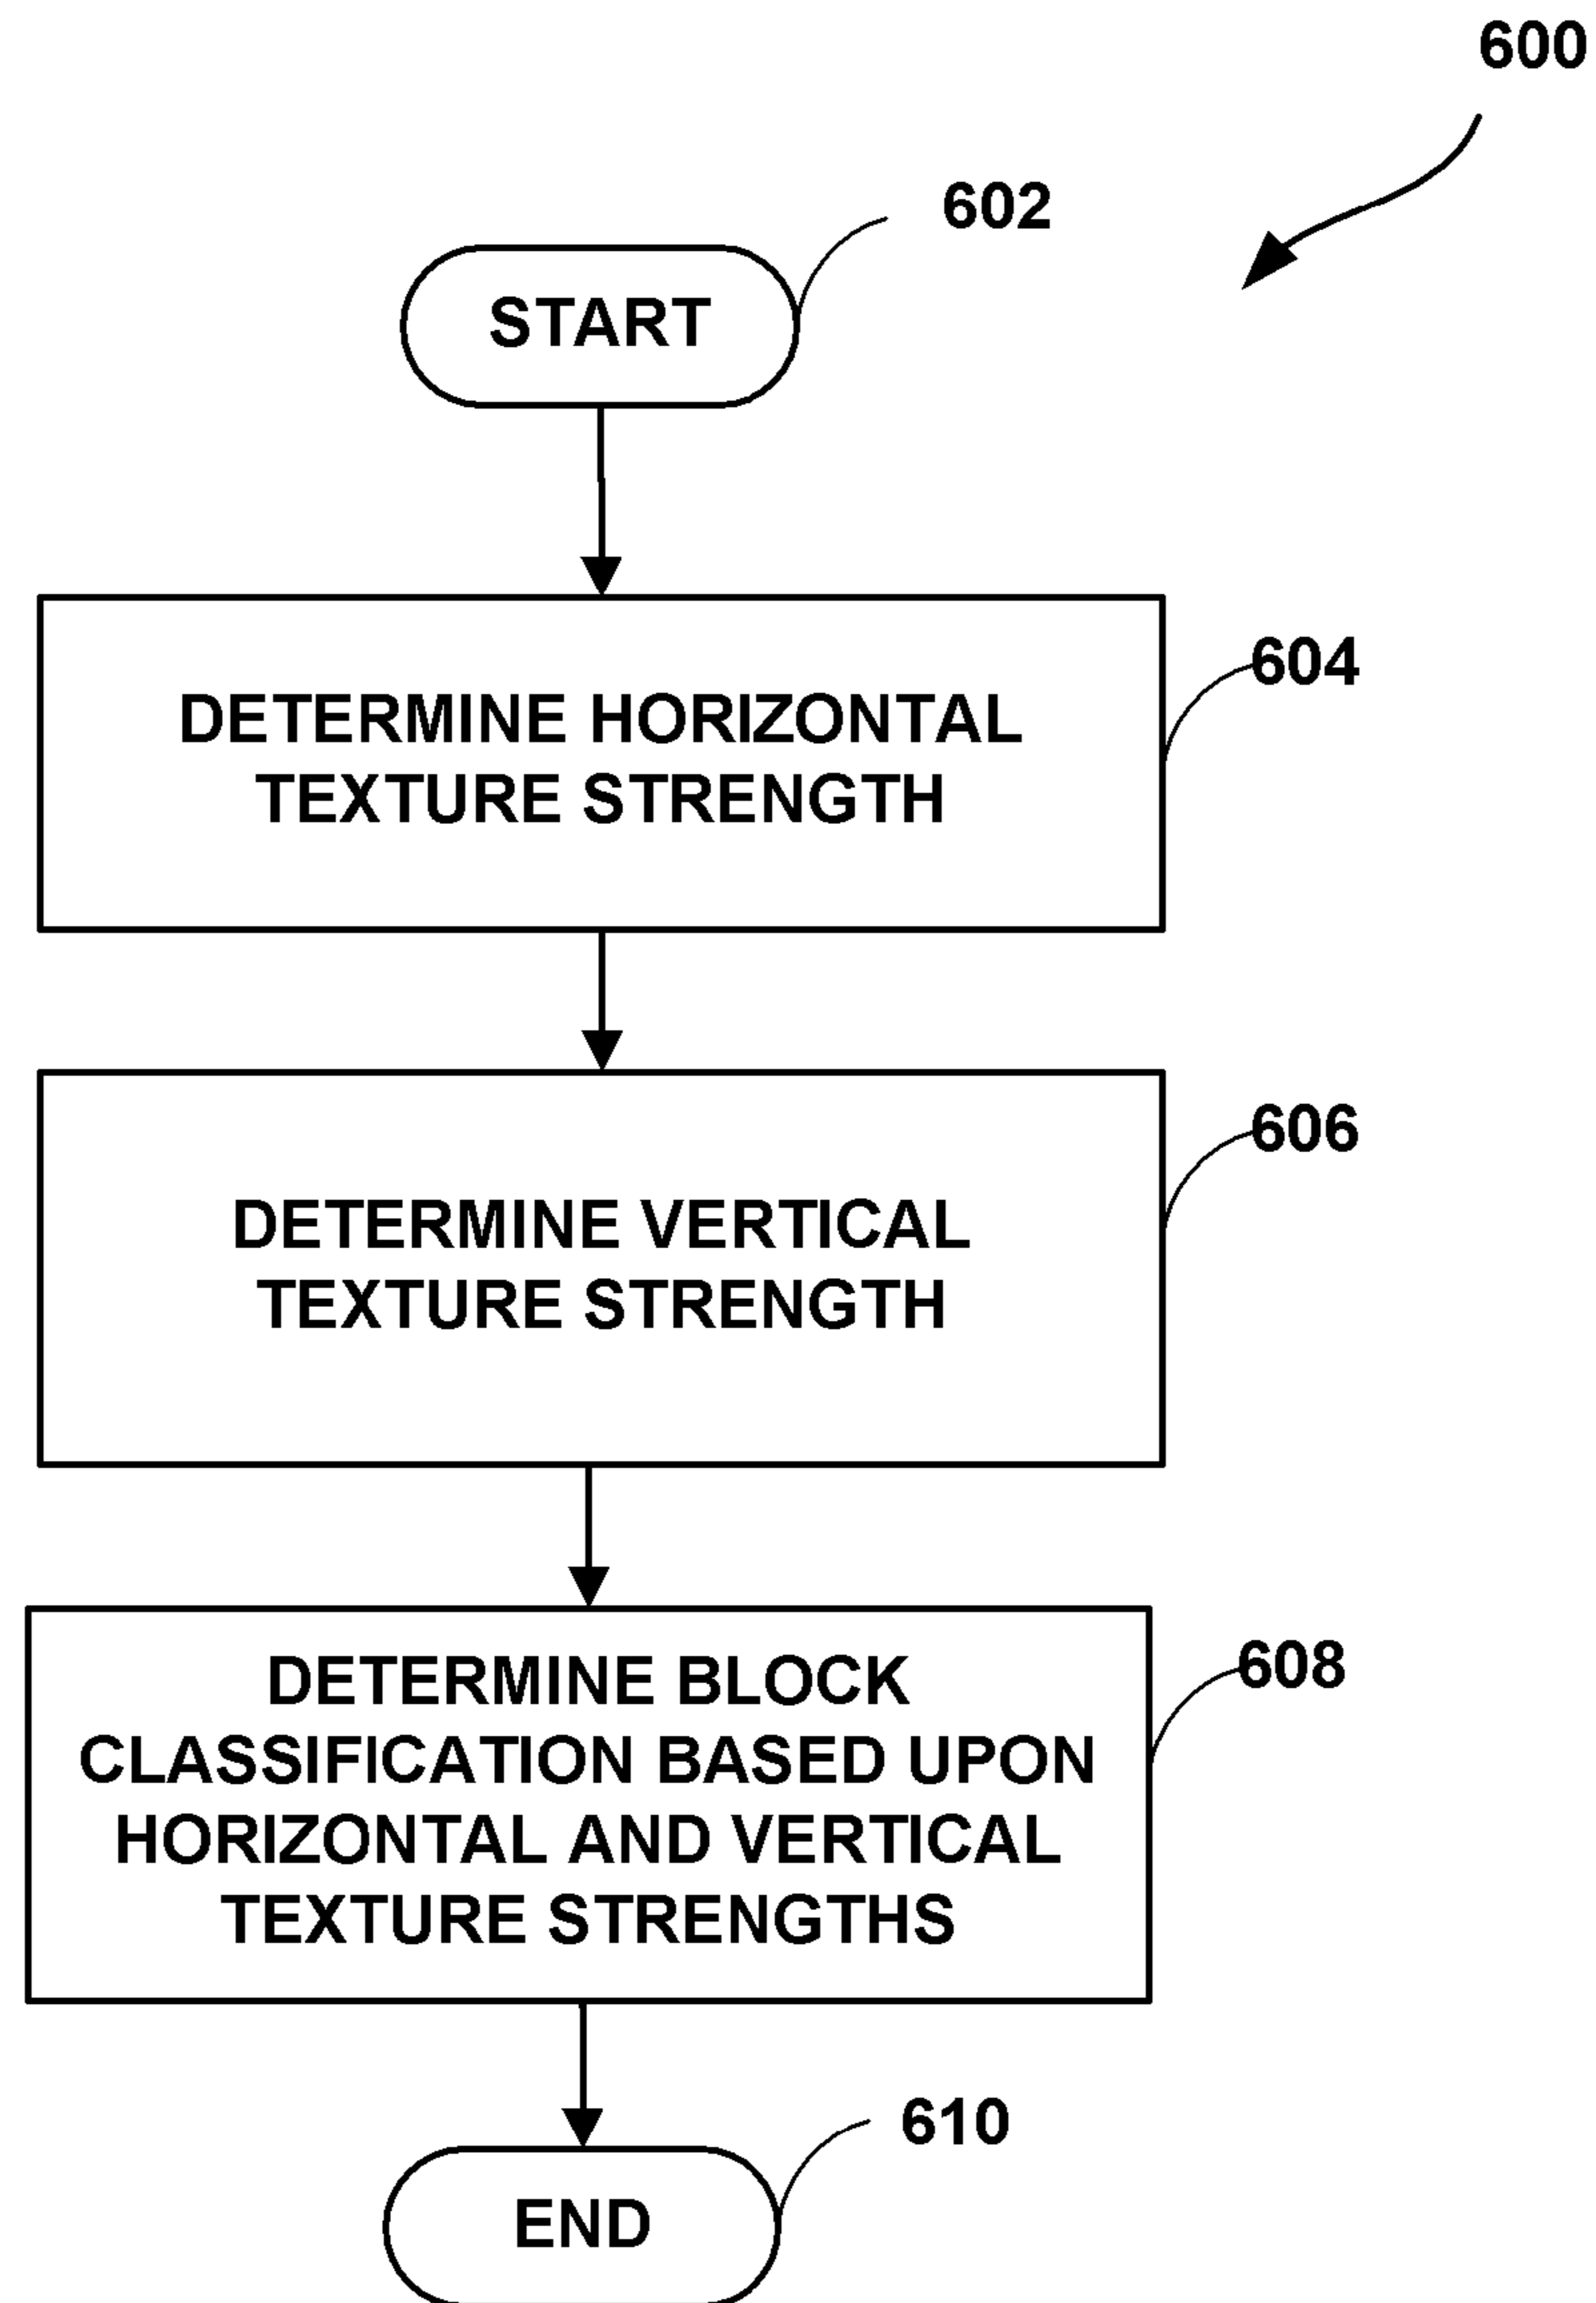 600
602
START
604
DETERMINE HORIZONTAL
TEXTURE STRENGTH
606
DETERMINE VERTICAL
TEXTURE STRENGTH
608
DETERMINE BLOCK
CLASSIFICATION BASED UPON
HORIZONTAL AND VERTICAL
TEXTURE STRENGTHS
610
END